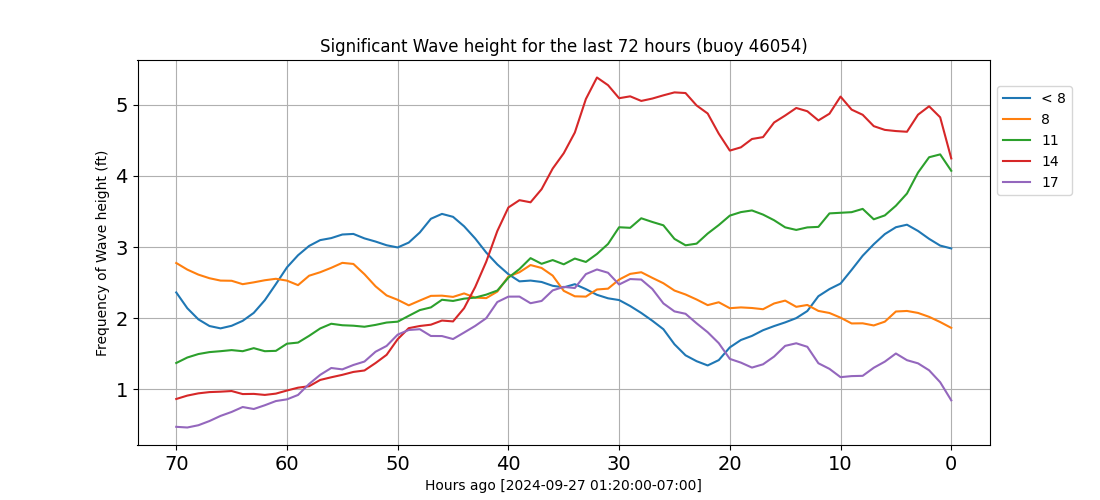 Significant Wave height for the last 72 hours (buoy 46054)
Frequency of Wave height (ft)
5
4
3
2
1
< 8
8
11
14
17
70 60 50 40 30 20 10 0
Hours ago [2024-09-27 01:20:00-07:00]